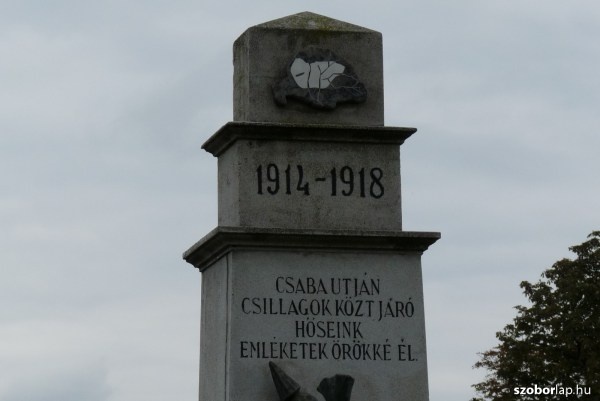 1914-1918
CSABA UTJÁN
CSILLAGOK KÖZT JÁRÓ
HŐSEINK
EMLÉKETEK ÖRÖKKÉ ÉL.
szoborlap.hu